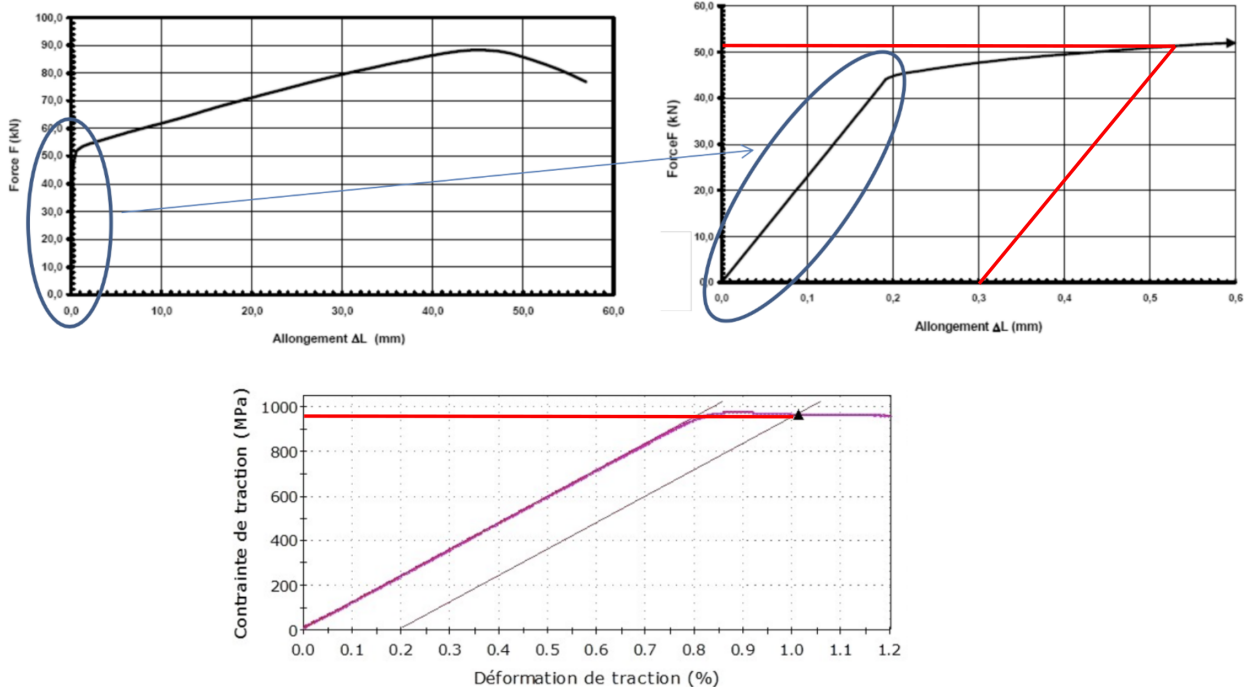 100,0
90,0
80,0
70,0
60,0
50,0
40,0
30,0
20,0
10,0
0,0
Force F (kN)
0,0 10,0 20,0 30,0 40,0 50,0 60,0
Allongement ΔL (mm)
60,0
50,0
40,0
30,0
20,0
10,0
0,0
ForceF (kN)
0,0 0,1 0,2 0,3 0,4 0,5 0,6
Allongement ΔL (mm)
1000
800
600
400
200
0
Contrainte de traction (MPa)
0.0 0.1 0.2 0.3 0.4 0.5 0.6 0.7 0.8 0.9 1.0 1.1 1.2
Déformation de traction (%)